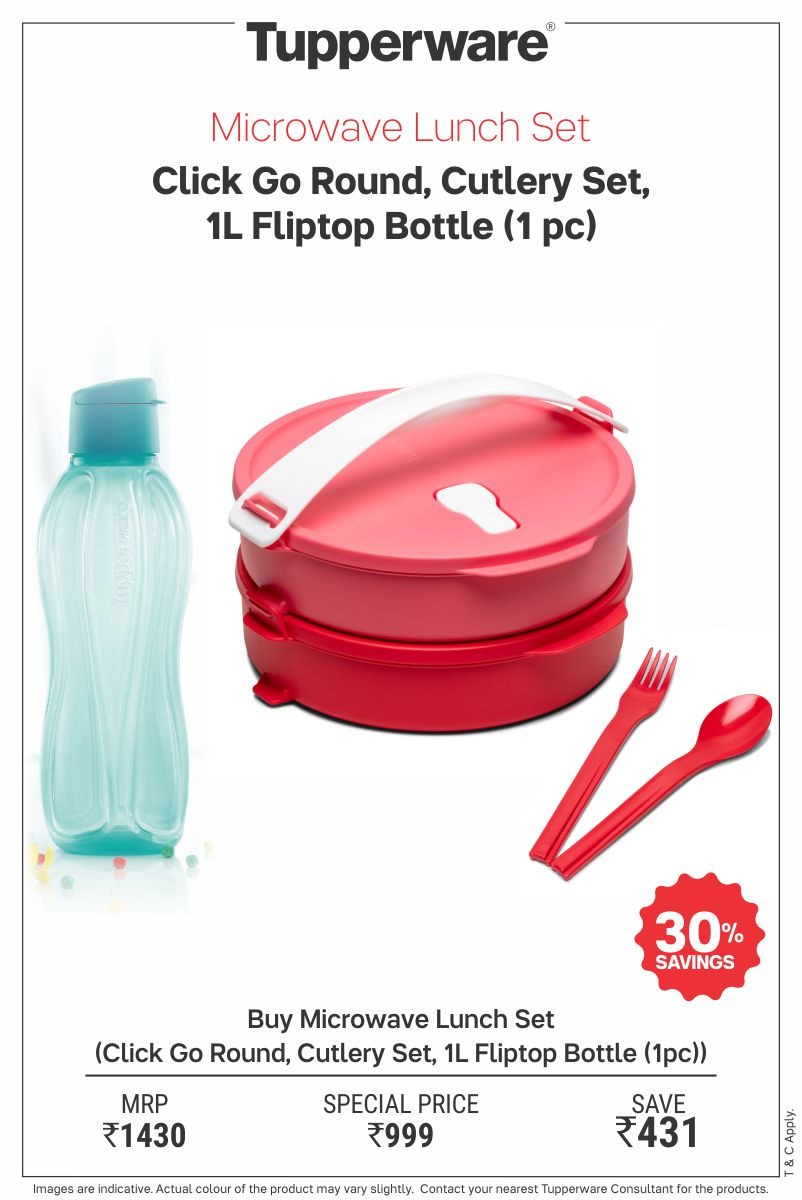 Tupperware®
Microwave Lunch Set
Click Go Round, Cutlery Set,
1L Fliptop Bottle (1 pc)
Tupperware
30%
SAVINGS
Buy Microwave Lunch Set
(Click Go Round, Cutlery Set, 1L Fliptop Bottle (1pc))
MRP
₹1430
SPECIAL PRICE
₹999
SAVE
₹431
T & C Apply.
Images are indicative. Actual colour of the product may vary slightly. Contact your nearest Tupperware Consultant for the products.